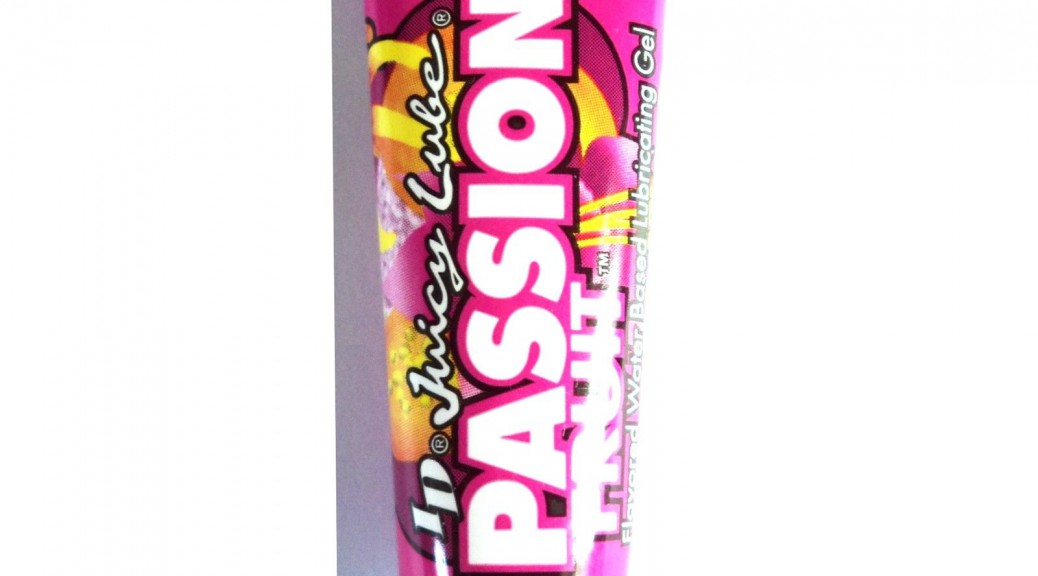 ID® Juicy Lube®
PASSION
FRUIT™
Flavored Water Based Lubricating Gel